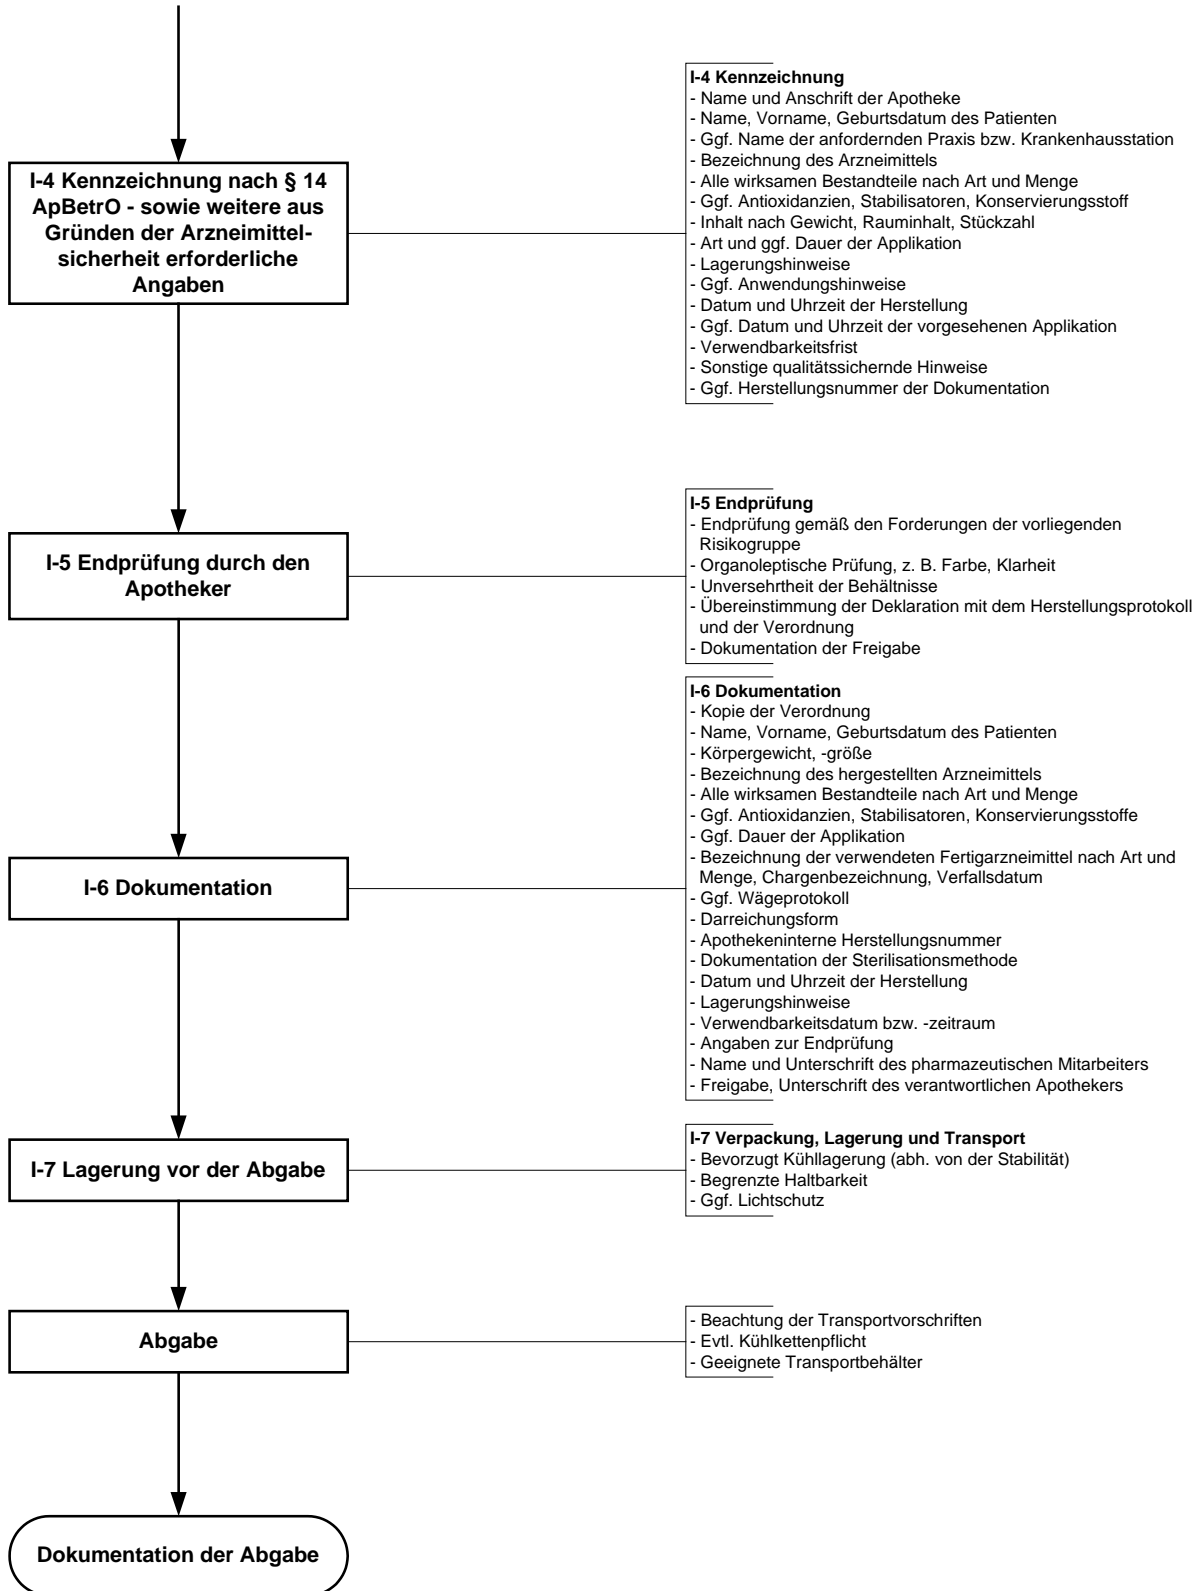 I-4 Kennzeichnung nach § 14
ApBetrO - sowie weitere aus
Gründen der Arzneimittel-
sicherheit erforderliche
Angaben
I-4 Kennzeichnung
- Name und Anschrift der Apotheke
- Name, Vorname, Geburtsdatum des Patienten
- Ggf. Name der anfordernden Praxis bzw. Krankenhausstation
- Bezeichnung des Arzneimittels
- Alle wirksamen Bestandteile nach Art und Menge
- Ggf. Antioxidanzien, Stabilisatoren, Konservierungsstoff
- Inhalt nach Gewicht, Rauminhalt, Stückzahl
- Art und ggf. Dauer der Applikation
- Lagerungshinweise
- Ggf. Anwendungshinweise
- Datum und Uhrzeit der Herstellung
- Ggf. Datum und Uhrzeit der vorgesehenen Applikation
- Verwendbarkeitsfrist
- Sonstige qualitätssichernde Hinweise
- Ggf. Herstellungsnummer der Dokumentation
I-5 Endprüfung durch den
Apotheker
I-5 Endprüfung
- Endprüfung gemäß den Forderungen der vorliegenden
Risikogruppe
- Organoleptische Prüfung, z. B. Farbe, Klarheit
- Unversehrtheit der Behältnisse
- Übereinstimmung der Deklaration mit dem Herstellungsprotokoll
und der Verordnung
- Dokumentation der Freigabe
I-6 Dokumentation
I-6 Dokumentation
- Kopie der Verordnung
- Name, Vorname, Geburtsdatum des Patienten
- Körpergewicht, -größe
- Bezeichnung des hergestellten Arzneimittels
- Alle wirksamen Bestandteile nach Art und Menge
- Ggf. Antioxidanzien, Stabilisatoren, Konservierungsstoffe
- Ggf. Dauer der Applikation
- Bezeichnung der verwendeten Fertigarzneimittel nach Art und
Menge, Chargenbezeichnung, Verfallsdatum
- Ggf. Wägeprotokoll
- Darreichungsform
- Apothekeninterne Herstellungsnummer
- Dokumentation der Sterilisationsmethode
- Datum und Uhrzeit der Herstellung
- Lagerungshinweise
- Verwendbarkeitsdatum bzw. -zeitraum
- Angaben zur Endprüfung
- Name und Unterschrift des pharmazeutischen Mitarbeiters
- Freigabe, Unterschrift des verantwortlichen Apothekers
I-7 Lagerung vor der Abgabe
I-7 Verpackung, Lagerung und Transport
- Bevorzugt Kühllagerung (abh. von der Stabilität)
- Begrenzte Haltbarkeit
- Ggf. Lichtschutz
Abgabe
- Beachtung der Transportvorschriften
- Evtl. Kühlkettenpflicht
- Geeignete Transportbehälter
Dokumentation der Abgabe